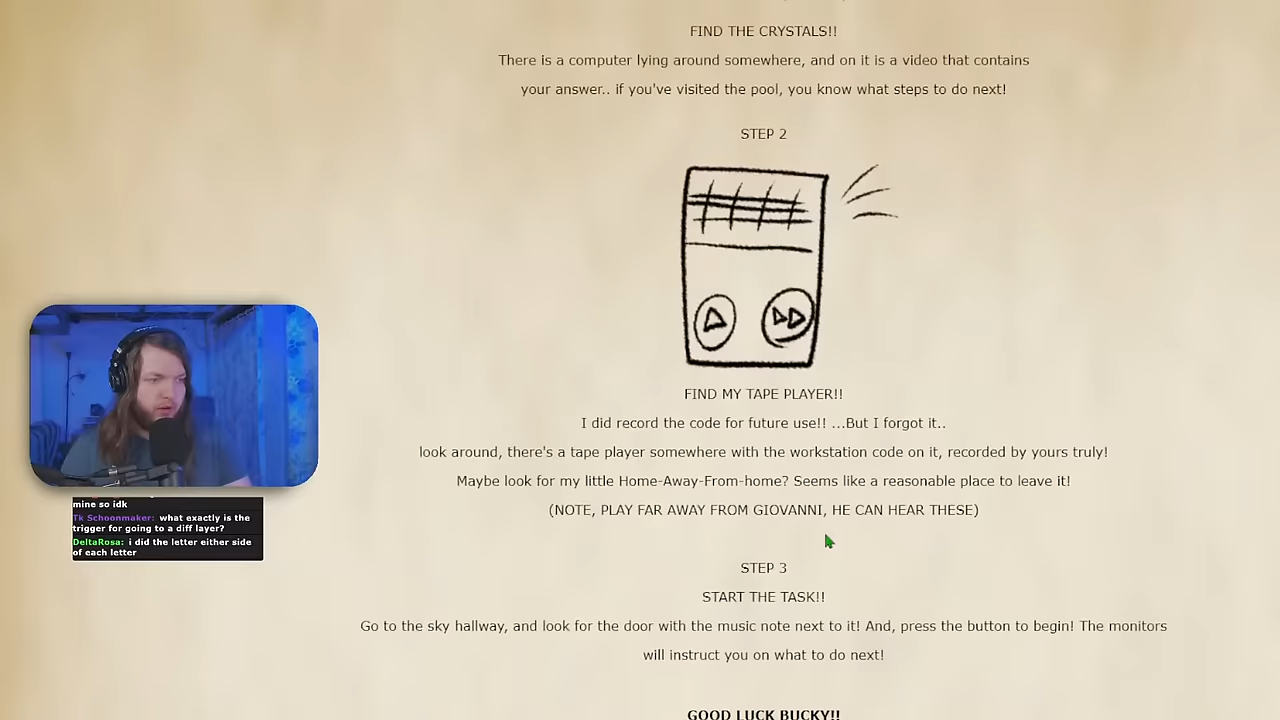 FIND THE CRYSTALS!!
There is a computer lying around somewhere, and on it is a video that contains
your answer.. if you've visited the pool, you know what steps to do next!
STEP 2
FIND MY TAPE PLAYER!!
I did record the code for future use!! ...But I forgot it..
look around, there's a tape player somewhere with the workstation code on it, recorded by yours truly!
Maybe look for my little Home-Away-From-home? Seems like a reasonable place to leave it!
(NOTE, PLAY FAR AWAY FROM GIOVANNI, HE CAN HEAR THESE)
STEP 3
START THE TASK!!
Go to the sky hallway, and look for the door with the music note next to it! And, press the button to begin! The monitors
will instruct you on what to do next!
GOOD LUCK BUCKY!!
mine so idk
Tk Schoonmaker: what exactly is the
trigger for going to a diff layer?
DeltaRosa: i did the letter either side
of each letter